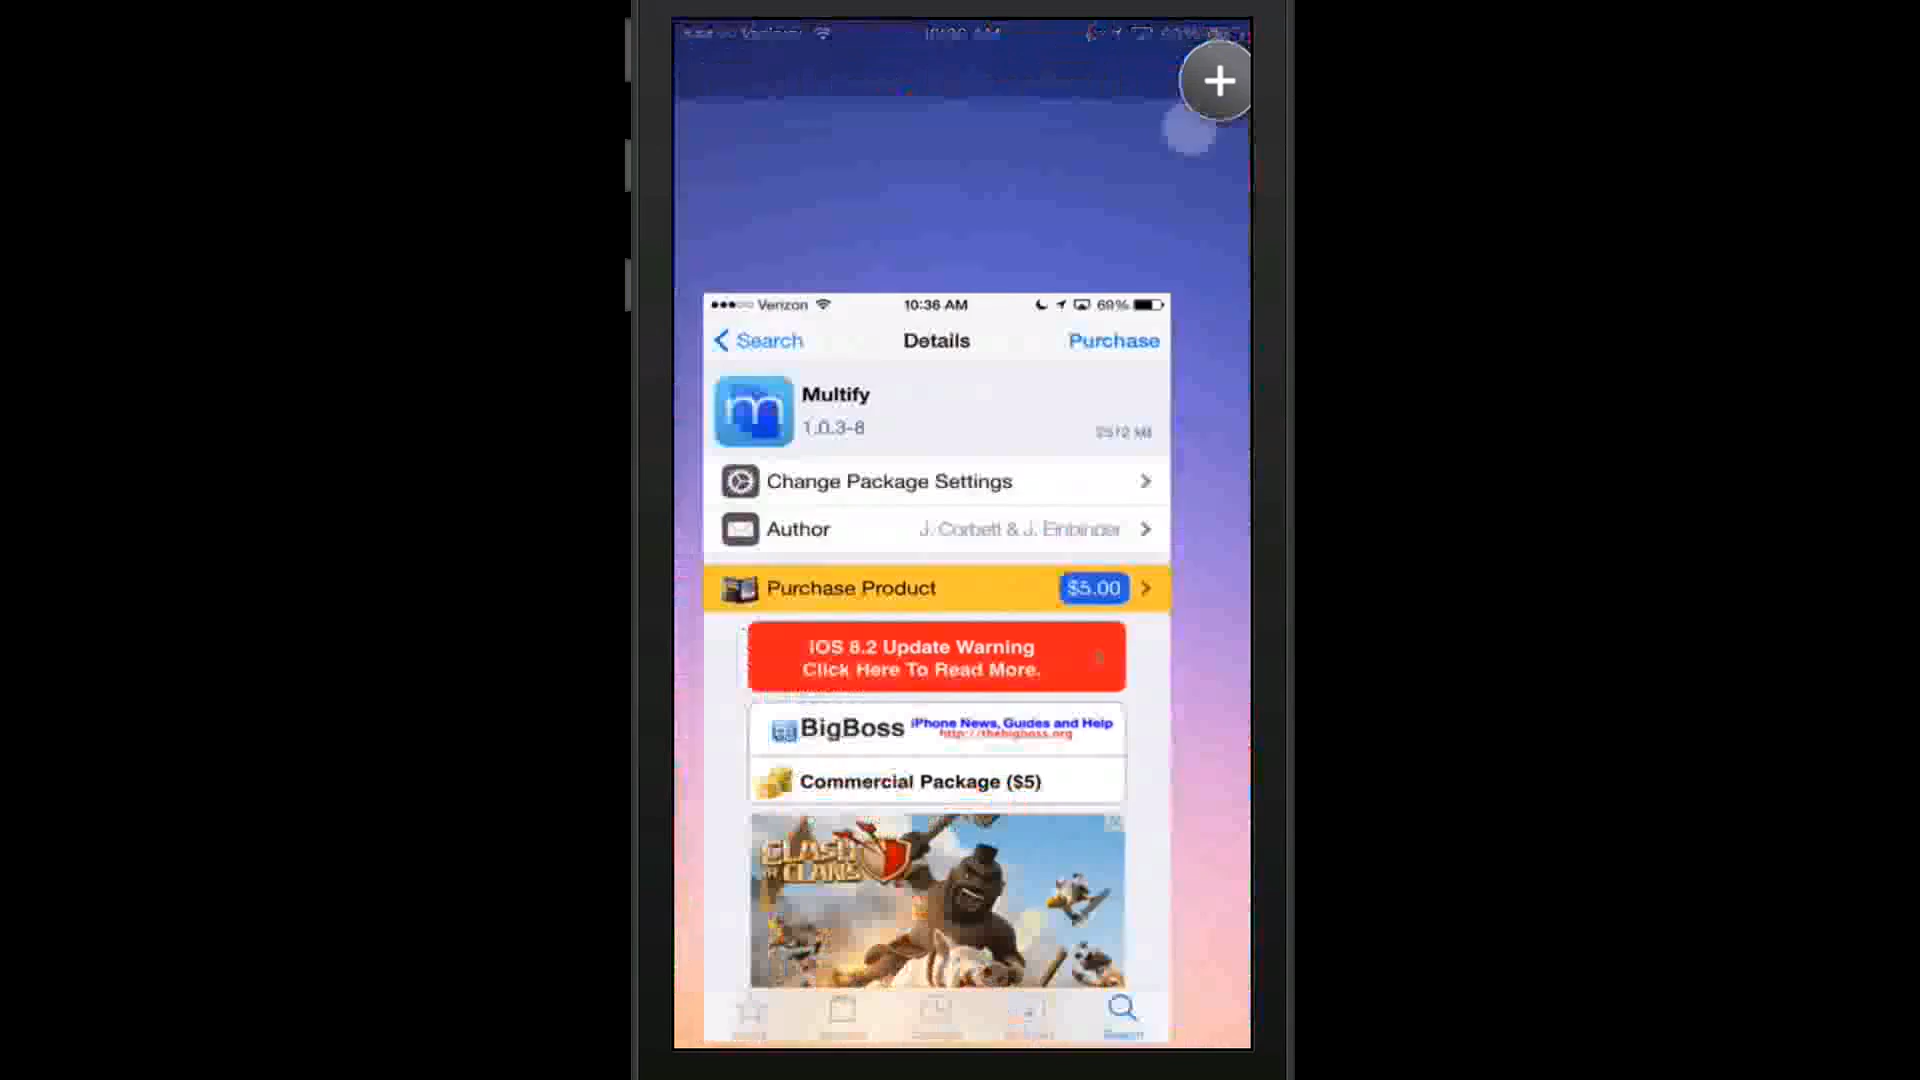 Verizon 10:36 AM 69%
Search Details Purchase
Multify
1.0.3-8
Change Package Settings
Author J. Corbett & J. Einbinder
Purchase Product $5.00
iOS 8.2 Update Warning
Click Here To Read More.
BigBoss iPhone News, Guides and Help
http://thebigboss.org
Commercial Package ($5)
CLASH
OF CLANS
Search